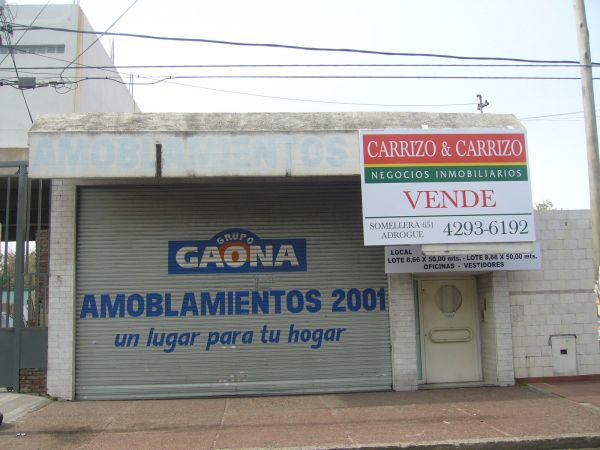 AMOBLAMIENTOS
CARRIZO & CARRIZO
NEGOCIOS INMOBILIARIOS
VENDE
SOMELLERA 651
ADROGUE
4293-6192
LOCAL
LOTE 8,66 X 50,00 mts. - LOTE 8,66 X 50,00 mts.
OFICINAS - VESTIDORES
GRUPO
GAONA
AMOBLAMIENTOS 2001
un lugar para tu hogar